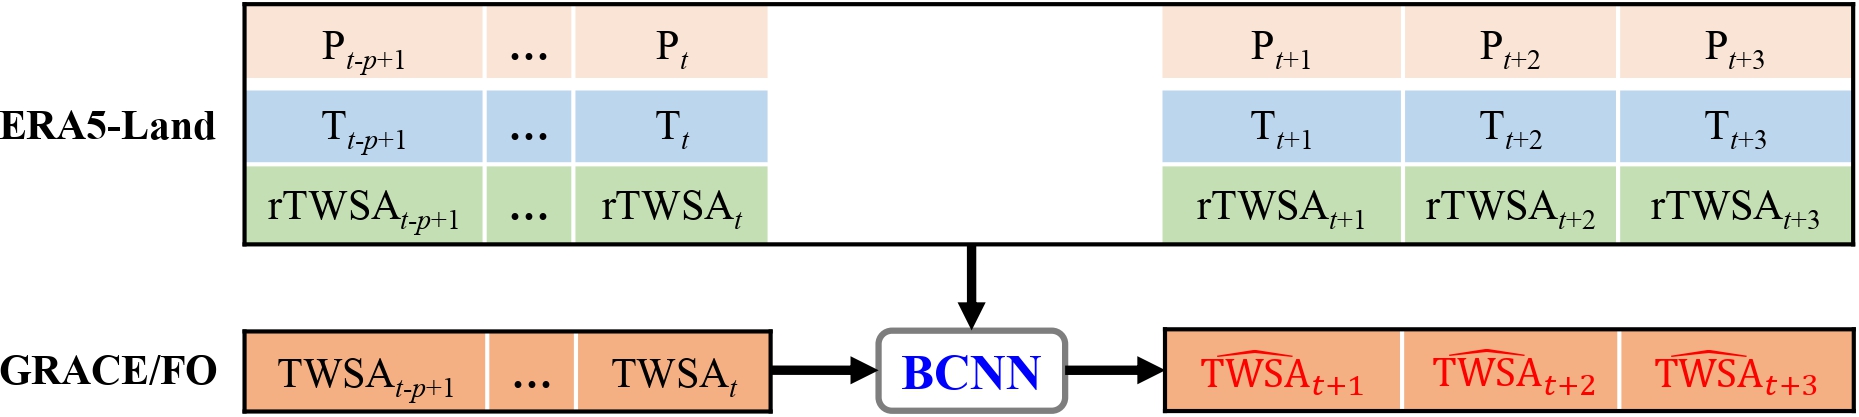 P_{t-p+1} ... P_t P_{t+1} P_{t+2} P_{t+3}
ERA5-Land T_{t-p+1} ... T_t T_{t+1} T_{t+2} T_{t+3}
rTWSA_{t-p+1} ... rTWSA_t rTWSA_{t+1} rTWSA_{t+2} rTWSA_{t+3}
GRACE/FO TWSA_{t-p+1} ... TWSA_t BCNN \widehat{TWSA}_{t+1} \widehat{TWSA}_{t+2} \widehat{TWSA}_{t+3}